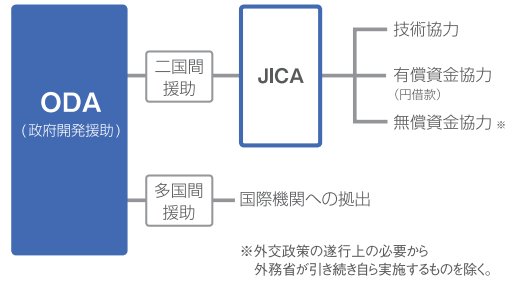 ODA
(政府開発援助)
二国間
援助
JICA
技術協力
有償資金協力
(円借款)
無償資金協力 ※
多国間
援助
国際機関への拠出
※外交政策の遂行上の必要から
外務省が引き続き自ら実施するものを除く。